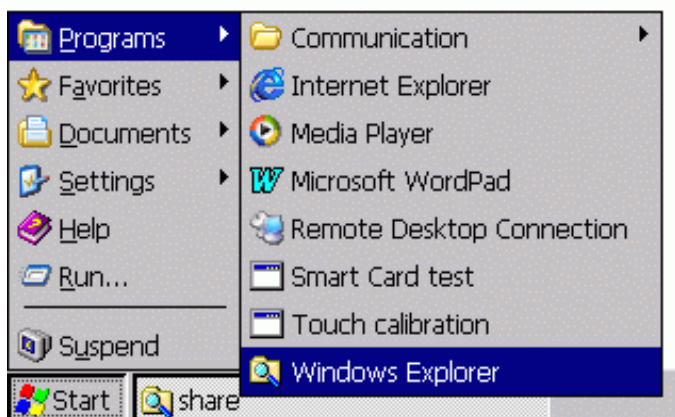 Programs
Favorites
Documents
Settings
Help
Run...
Suspend
Start
share
Communication
Internet Explorer
Media Player
Microsoft WordPad
Remote Desktop Connection
Smart Card test
Touch calibration
Windows Explorer